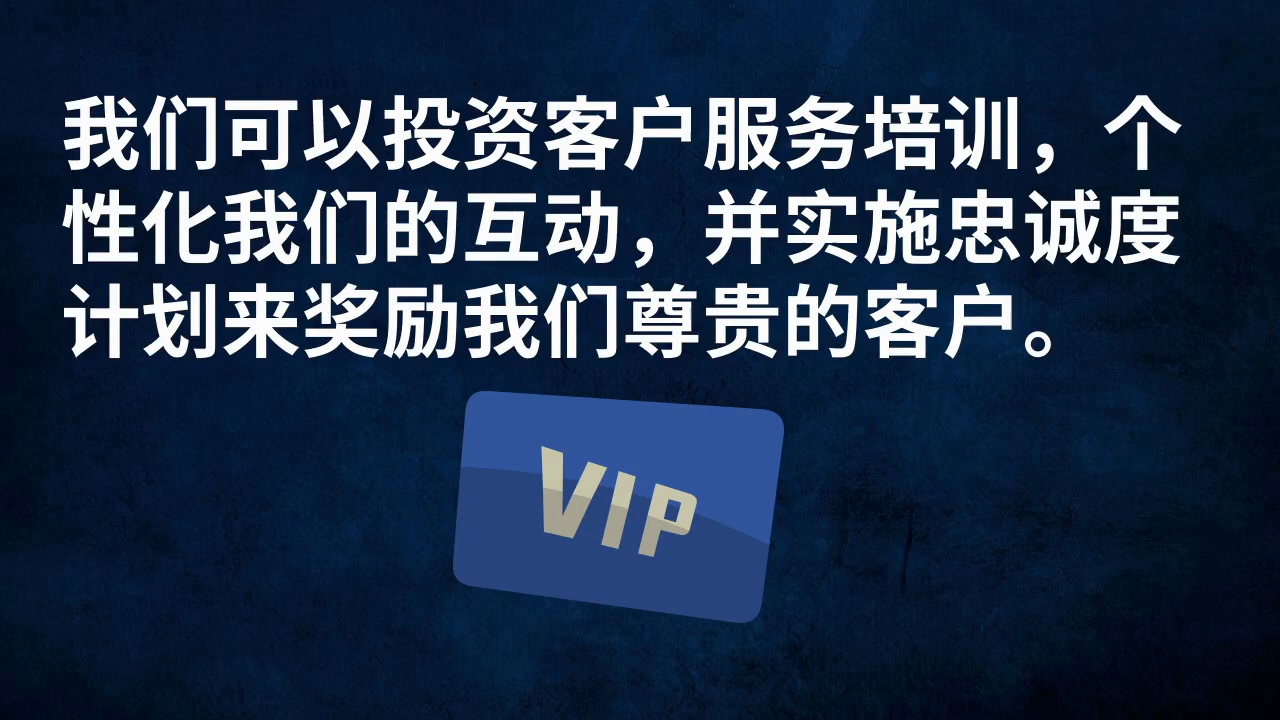 我们可以投资客户服务培训，个
性化我们的互动，并实施忠诚度
计划来奖励我们尊贵的客户。
VIP